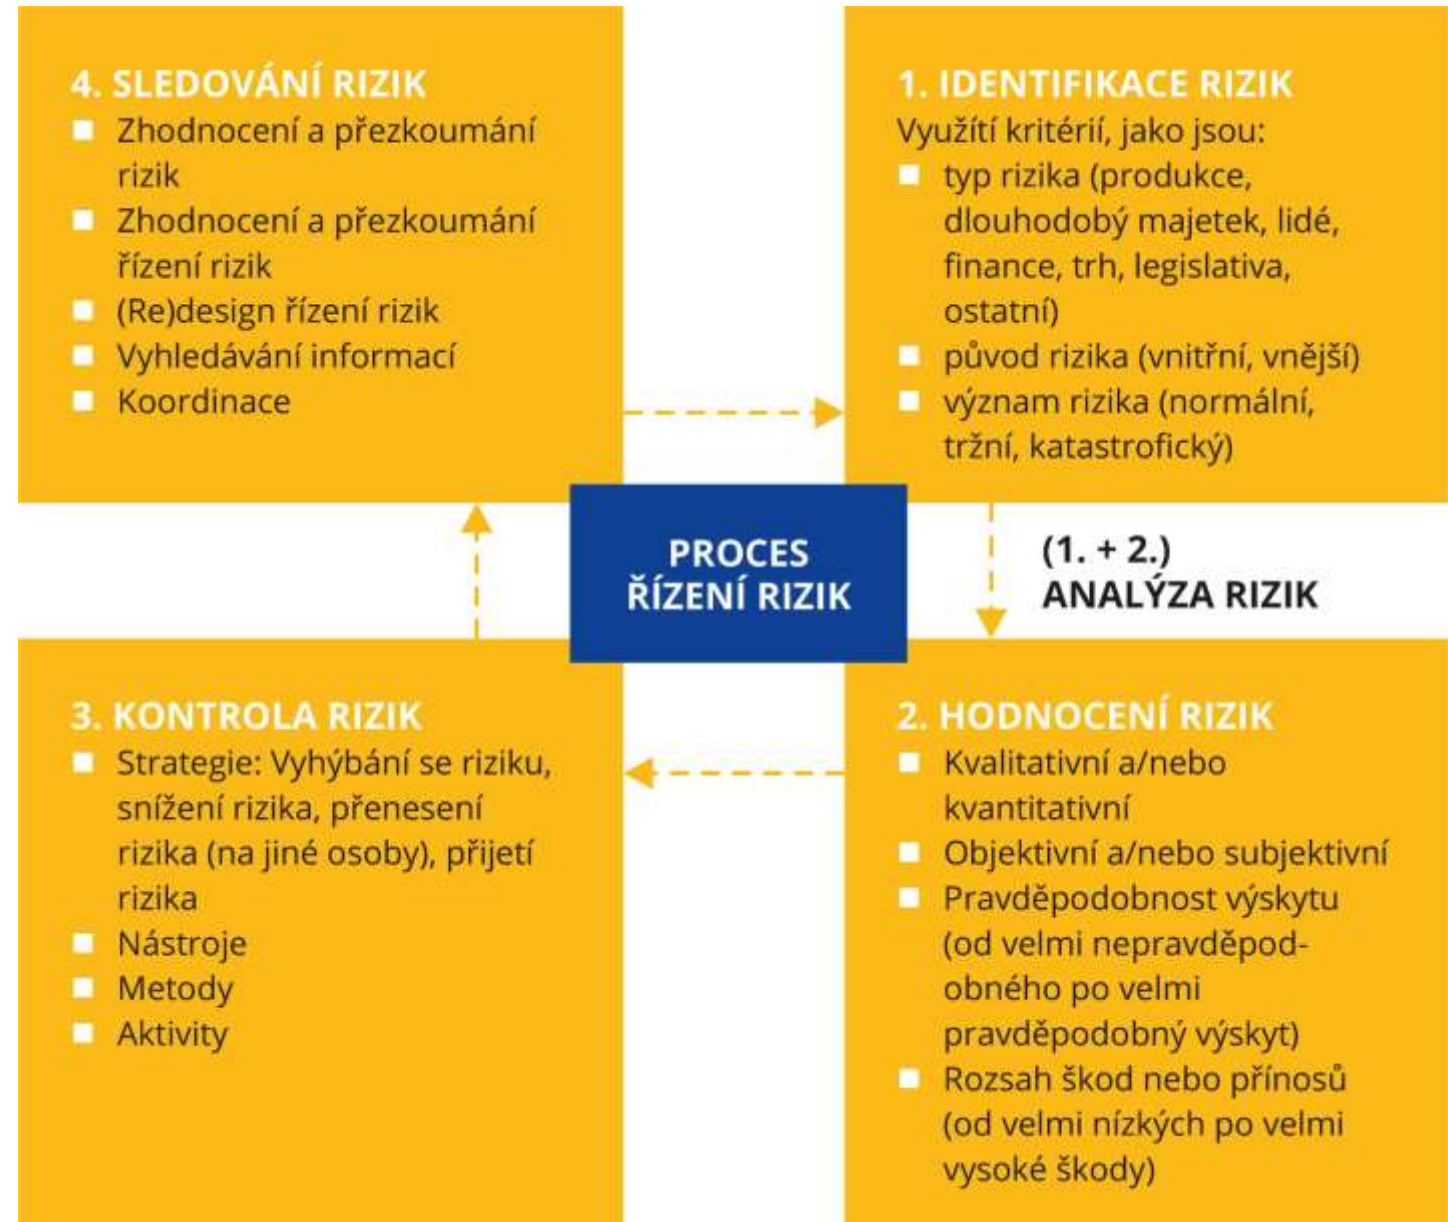 4. SLEDOVÁNÍ RIZIK
Zhodnocení a přezkoumání
rizik
Zhodnocení a přezkoumání
řízení rizik
(Re)design řízení rizik
Vyhledávání informací
Koordinace
1. IDENTIFIKACE RIZIK
Využítí kritérií, jako jsou:
typ rizika (produkce,
dlouhodobý majetek, lidé,
finance, trh, legislativa,
ostatní)
původ rizika (vnitřní, vnější)
význam rizika (normální,
tržní, katastrofický)
PROCES
ŘÍZENÍ RIZIK
(1. + 2.)
ANALÝZA RIZIK
3. KONTROLA RIZIK
Strategie: Vyhýbání se riziku,
snížení rizika, přenesení
rizika (na jiné osoby), přijetí
rizika
Nástroje
Metody
Aktivity
2. HODNOCENÍ RIZIK
Kvalitativní a/nebo
kvantitativní
Objektivní a/nebo subjektivní
Pravděpodobnost výskytu
(od velmi nepravděpod-
obného po velmi
pravděpodobný výskyt)
Rozsah škod nebo přínosů
(od velmi nízkých po velmi
vysoké škody)